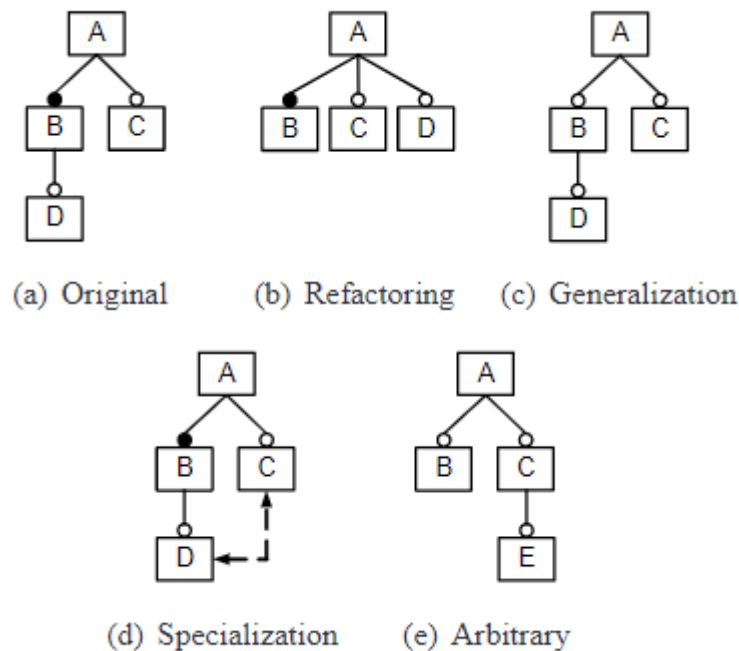 A A A
B C B C D B C
D D
(a) Original (b) Refactoring (c) Generalization
A A
B C B C
D E
(d) Specialization (e) Arbitrary